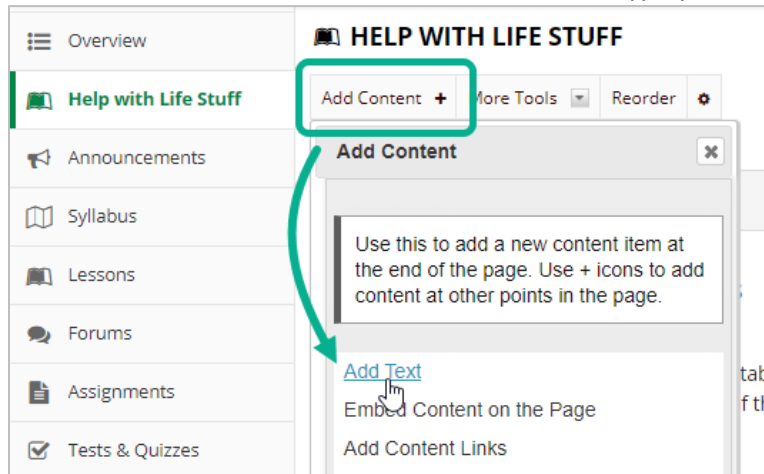 Overview
Help with Life Stuff
Announcements
Syllabus
Lessons
Forums
Assignments
Tests & Quizzes
HELP WITH LIFE STUFF
Add Content +
More Tools
Reorder
Add Content
Use this to add a new content item at
the end of the page. Use + icons to add
content at other points in the page.
Add Text
Embed Content on the Page
Add Content Links